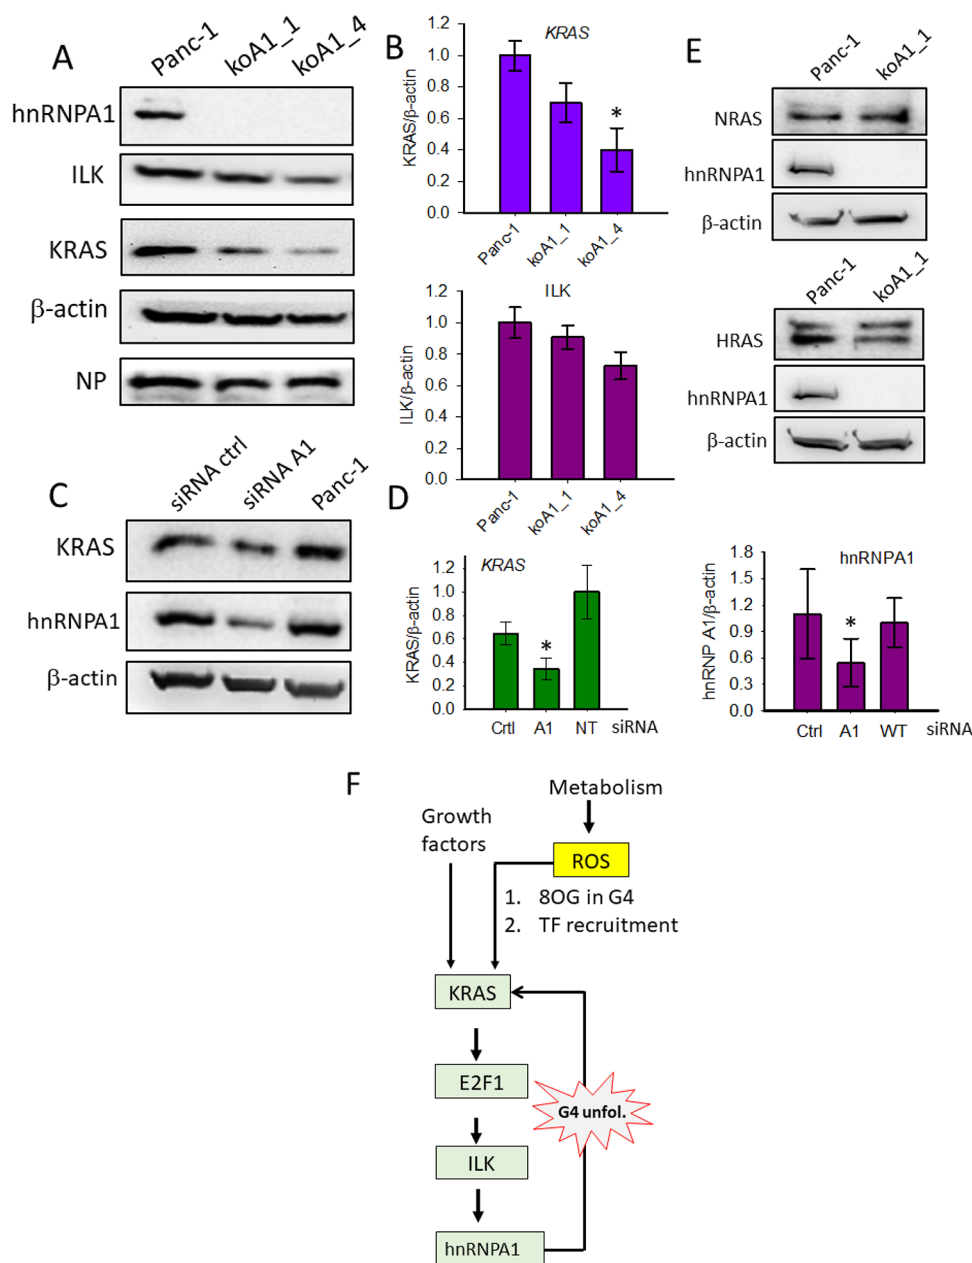 A
Panc-1
koA1_1
koA1_4
hnRNPA1
ILK
KRAS
β-actin
NP
B
KRAS
KRAS/β-actin
1.2
1.0
0.8
0.6
0.4
0.2
0.0
*
Panc-1
koA1_1
koA1_4
ILK
ILK/β-actin
1.2
1.0
0.8
0.6
0.4
0.2
0.0
Panc-1
koA1_1
koA1_4
C
siRNA ctrl
siRNA A1
Panc-1
KRAS
hnRNPA1
β-actin
D
KRAS
KRAS/β-actin
1.2
1.0
0.8
0.6
0.4
0.2
0.0
*
Crtl A1 NT siRNA
hnRNPA1
hnRNP A1/β-actin
1.8
1.5
1.2
0.9
0.6
0.3
0.0
*
Ctrl A1 WT siRNA
E
Panc-1
koA1_1
NRAS
hnRNPA1
β-actin
Panc-1
koA1_1
HRAS
hnRNPA1
β-actin
F
Metabolism
Growth
factors
ROS
1. 8OG in G4
2. TF recruitment
KRAS
E2F1
G4 unfol.
ILK
hnRNPA1